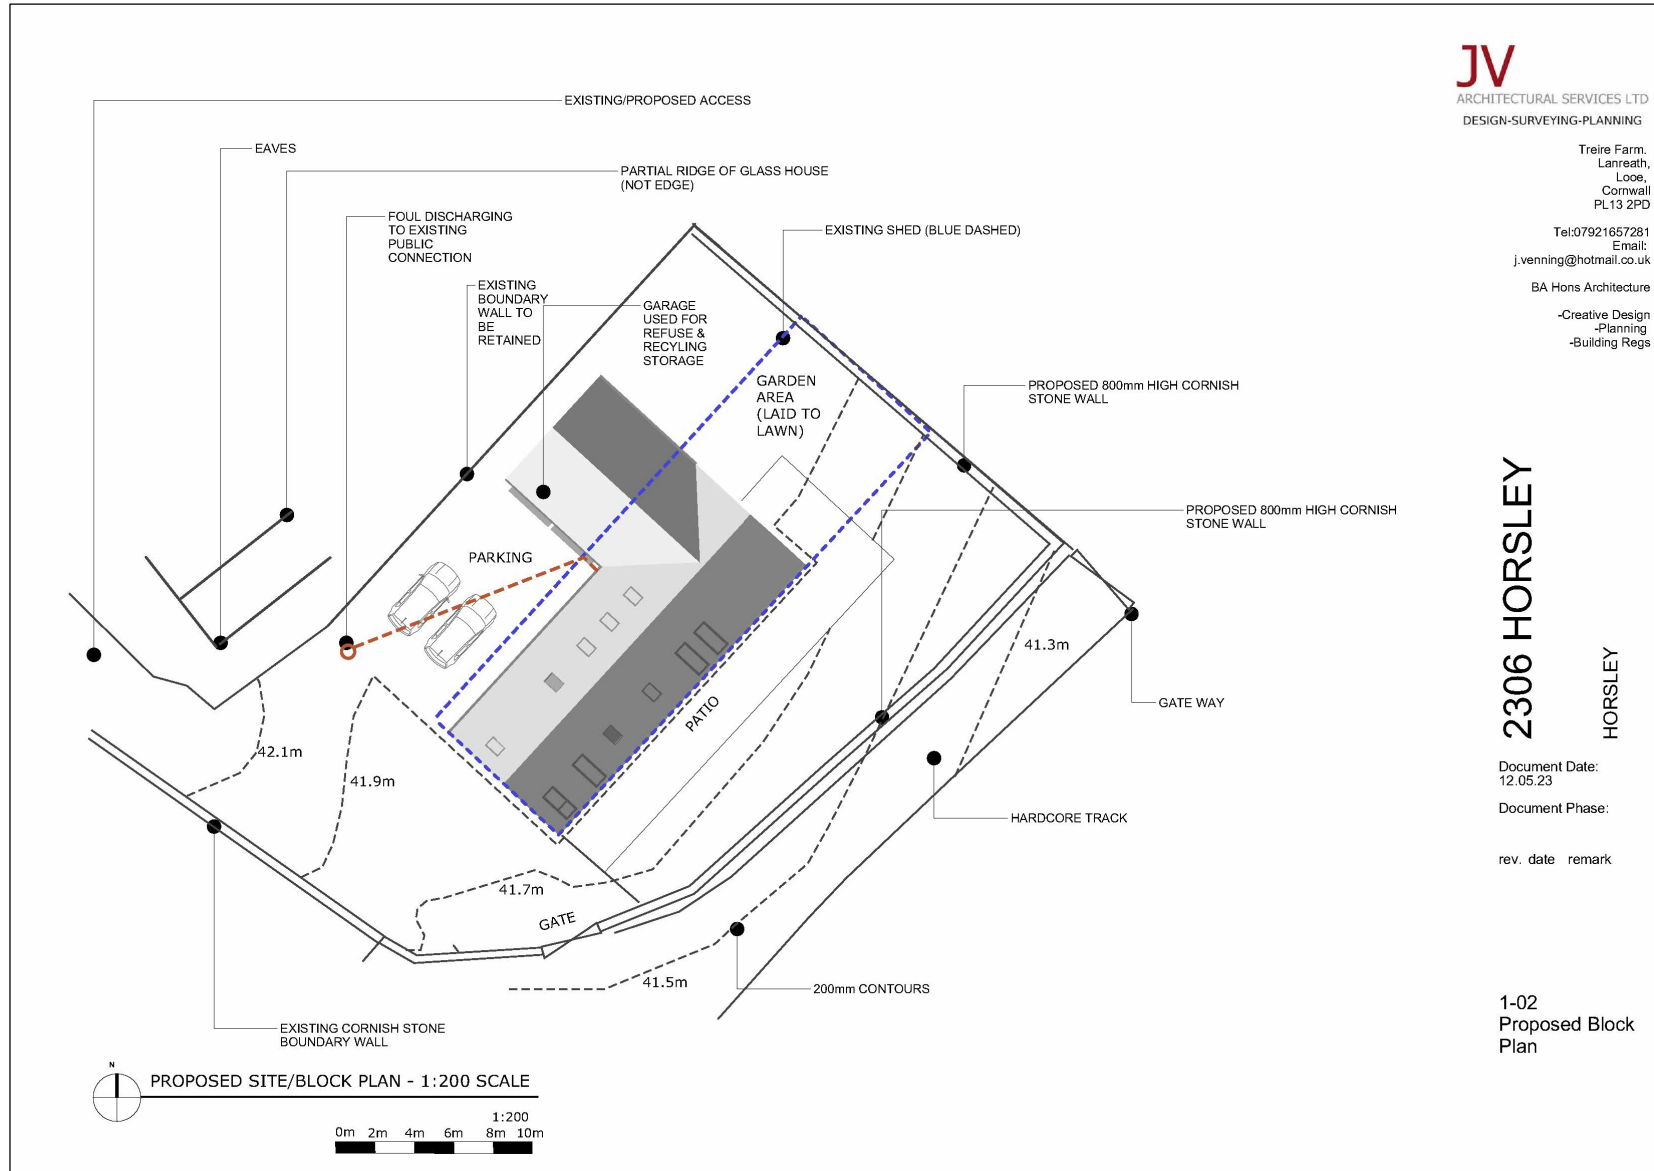 JV
ARCHITECTURAL SERVICES LTD
DESIGN-SURVEYING-PLANNING
Treire Farm.
Lanreath,
Looe,
Cornwall
PL13 2PD
Tel:07921657281
Email:
j.venning@hotmail.co.uk
BA Hons Architecture
-Creative Design
-Planning
-Building Regs
EXISTING/PROPOSED ACCESS
EAVES
PARTIAL RIDGE OF GLASS HOUSE
(NOT EDGE)
FOUL DISCHARGING
TO EXISTING
PUBLIC
CONNECTION
EXISTING SHED (BLUE DASHED)
EXISTING
BOUNDARY
WALL TO
BE
RETAINED
GARAGE
USED FOR
REFUSE &
RECYLING
STORAGE
GARDEN
AREA
(LAID TO
LAWN)
PROPOSED 800mm HIGH CORNISH
STONE WALL
PROPOSED 800mm HIGH CORNISH
STONE WALL
PARKING
PATIO
41.3m
GATE WAY
42.1m
41.9m
HARDCORE TRACK
41.7m
GATE
41.5m
200mm CONTOURS
EXISTING CORNISH STONE
BOUNDARY WALL
N
PROPOSED SITE/BLOCK PLAN - 1:200 SCALE
1:200
0m 2m 4m 6m 8m 10m
2306 HORSLEY
HORSLEY
Document Date:
12.05.23
Document Phase:
rev. date remark
1-02
Proposed Block
Plan